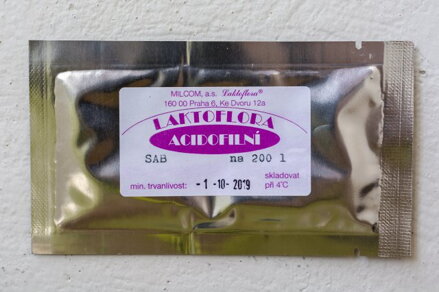 MILCOM, a.s. Laktoflora®
160 00 Praha 6, Ke Dvoru 12a
LAKTOFLORA
ACIDOFILNÍ
SAB na 200 l
min. trvanlivost: -1 -10- 2019
skladovat
při 4°C